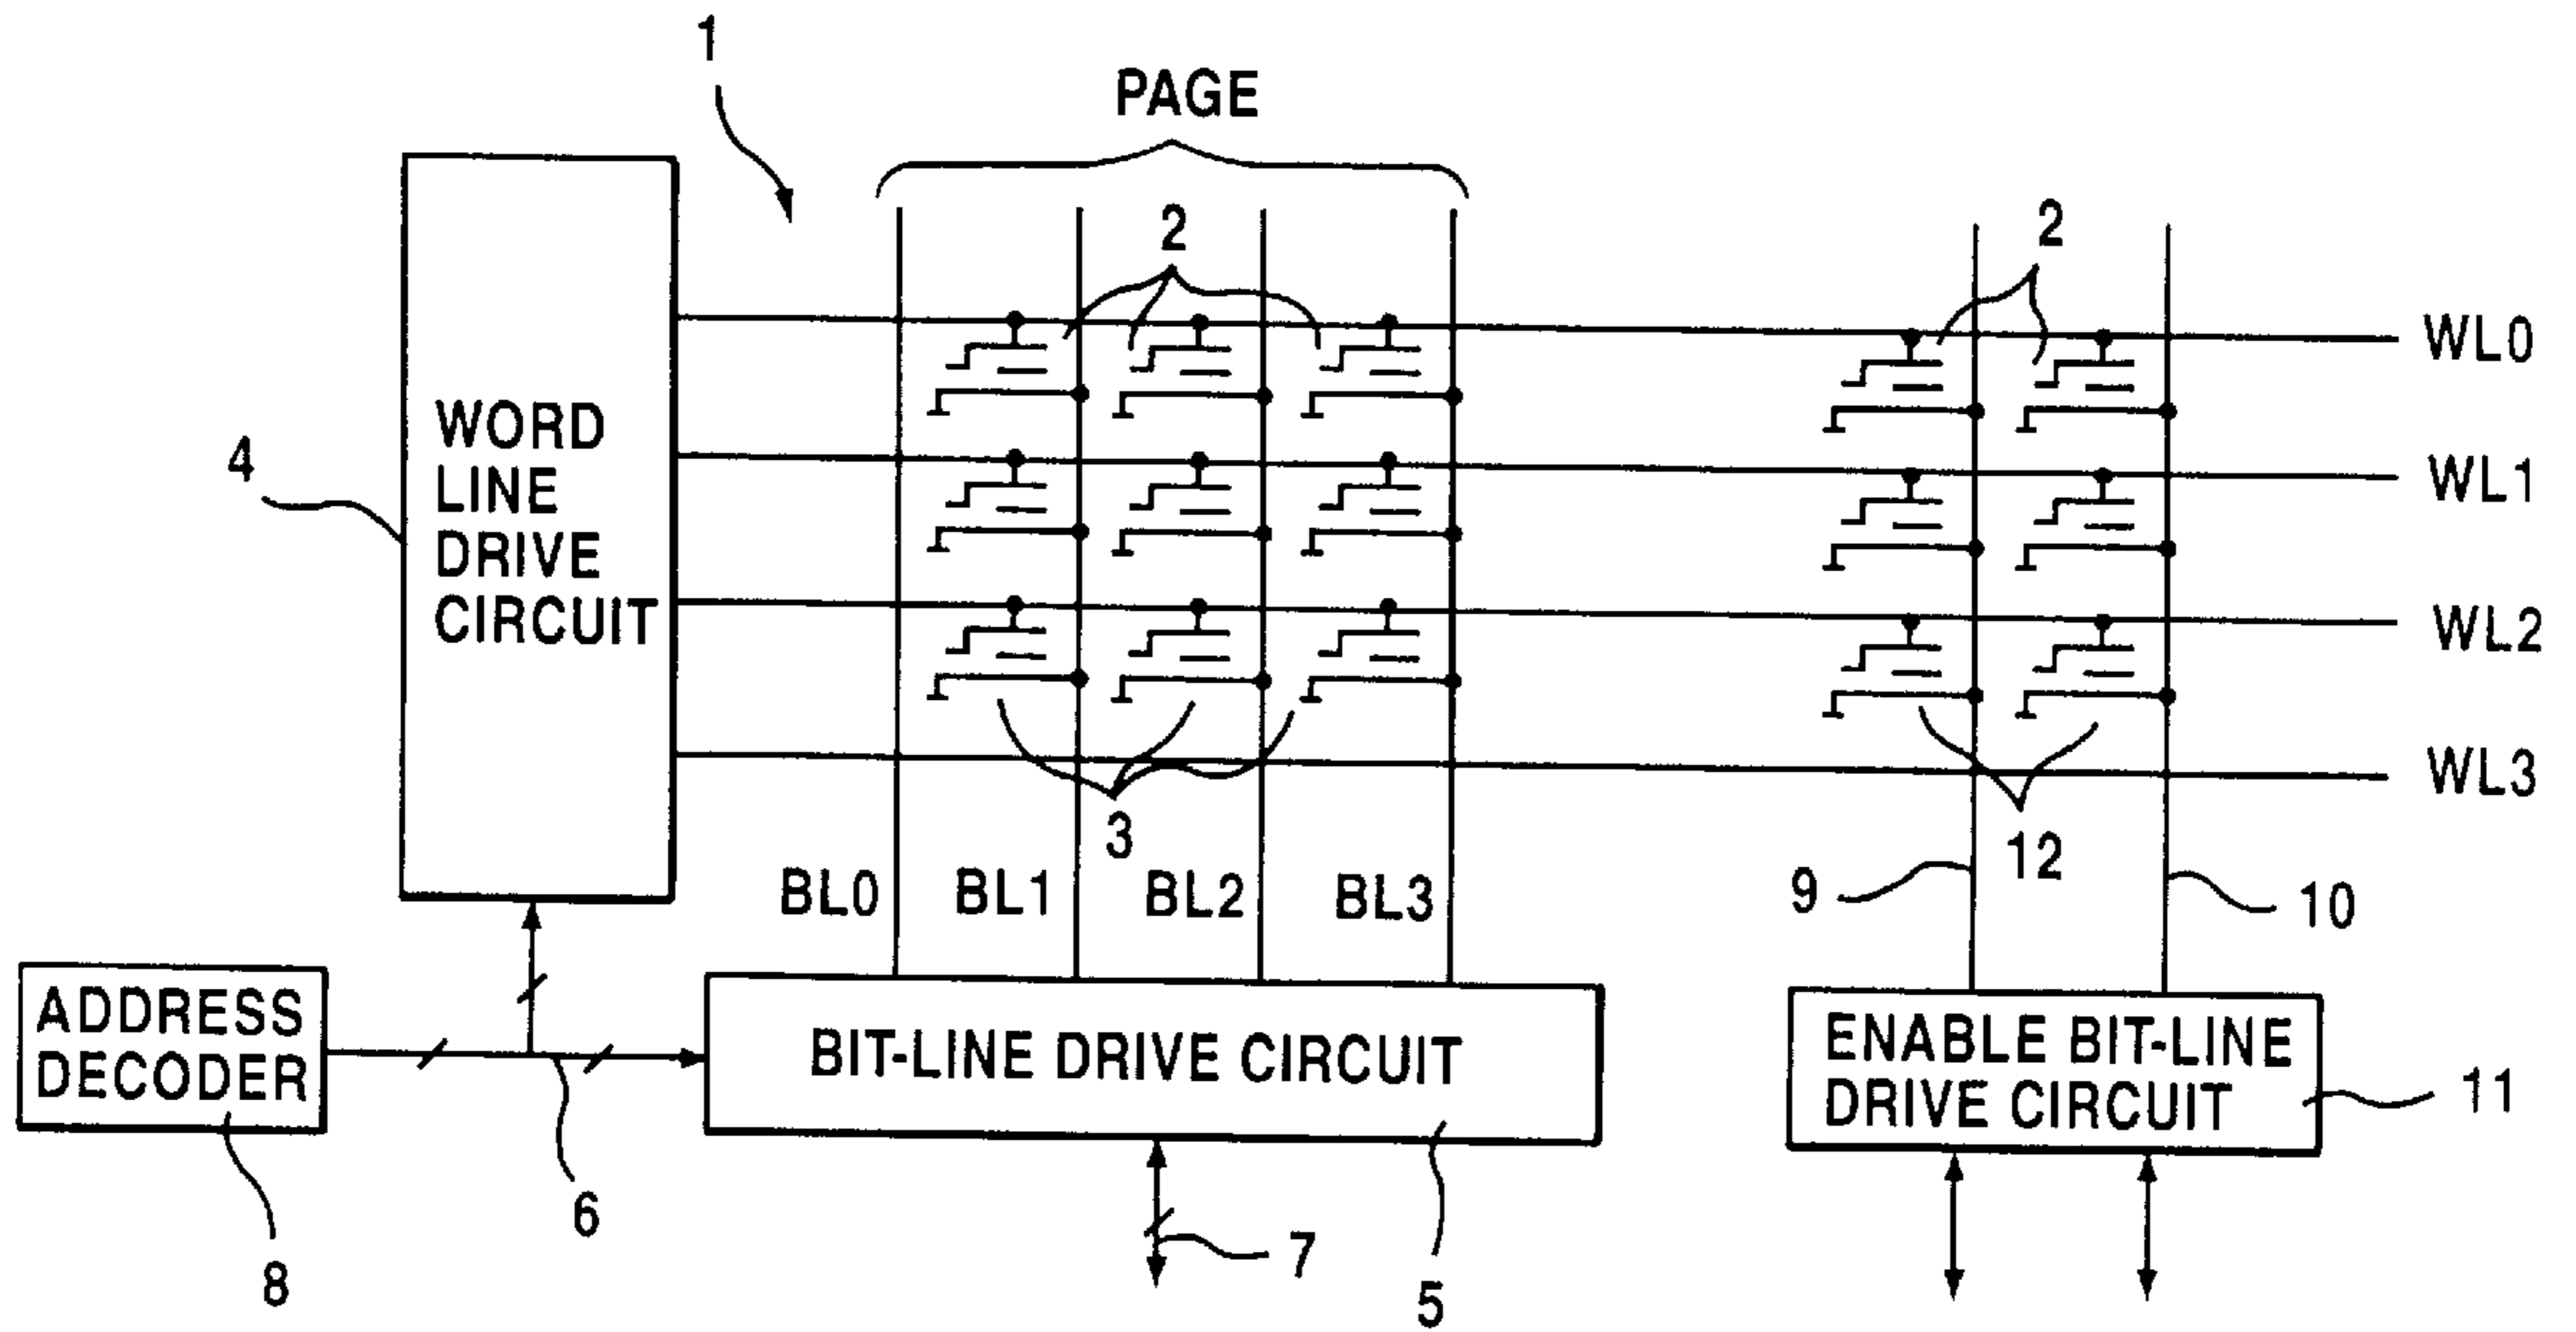 1
PAGE
2
2
WL0
WORD
LINE
DRIVE
CIRCUIT
4
WL1
WL2
WL3
3
12
BL0
BL1
BL2
BL3
9
10
ADDRESS
DECODER
BIT-LINE DRIVE CIRCUIT
ENABLE BIT-LINE
DRIVE CIRCUIT
11
6
7
8
5